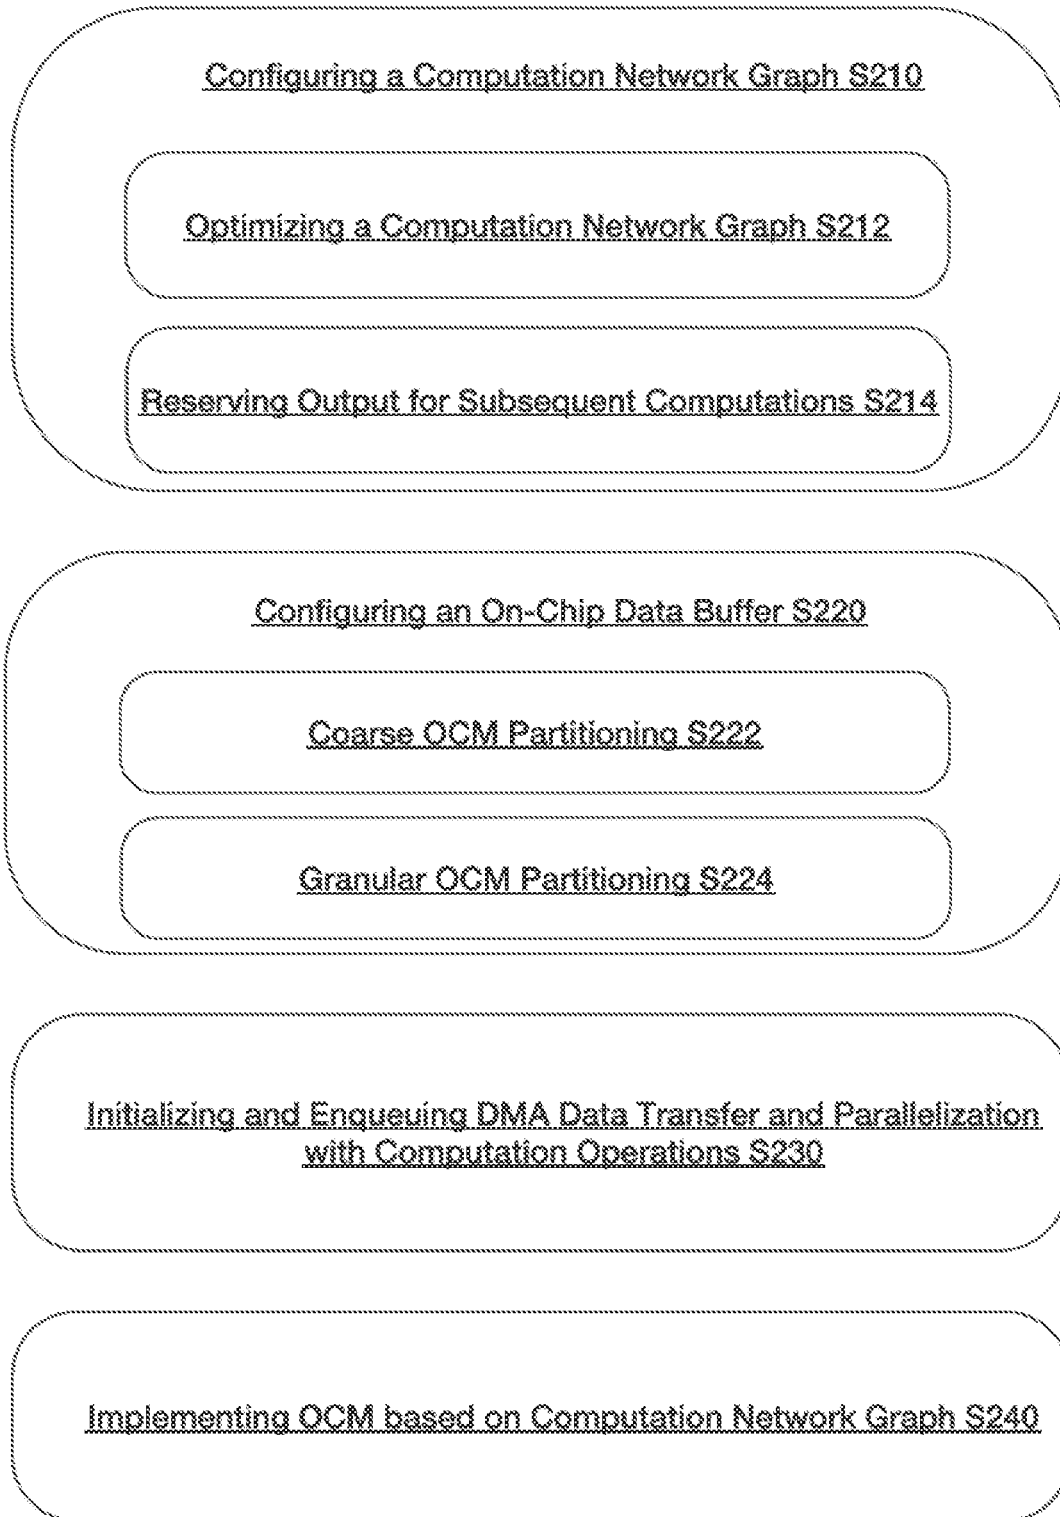 Configuring a Computation Network Graph S210
Optimizing a Computation Network Graph S212
Reserving Output for Subsequent Computations S214
Configuring an On-Chip Data Buffer S220
Coarse OCM Partitioning S222
Granular OCM Partitioning S224
Initializing and Enqueuing DMA Data Transfer and Parallelization
with Computation Operations S230
Implementing OCM based on Computation Network Graph S240